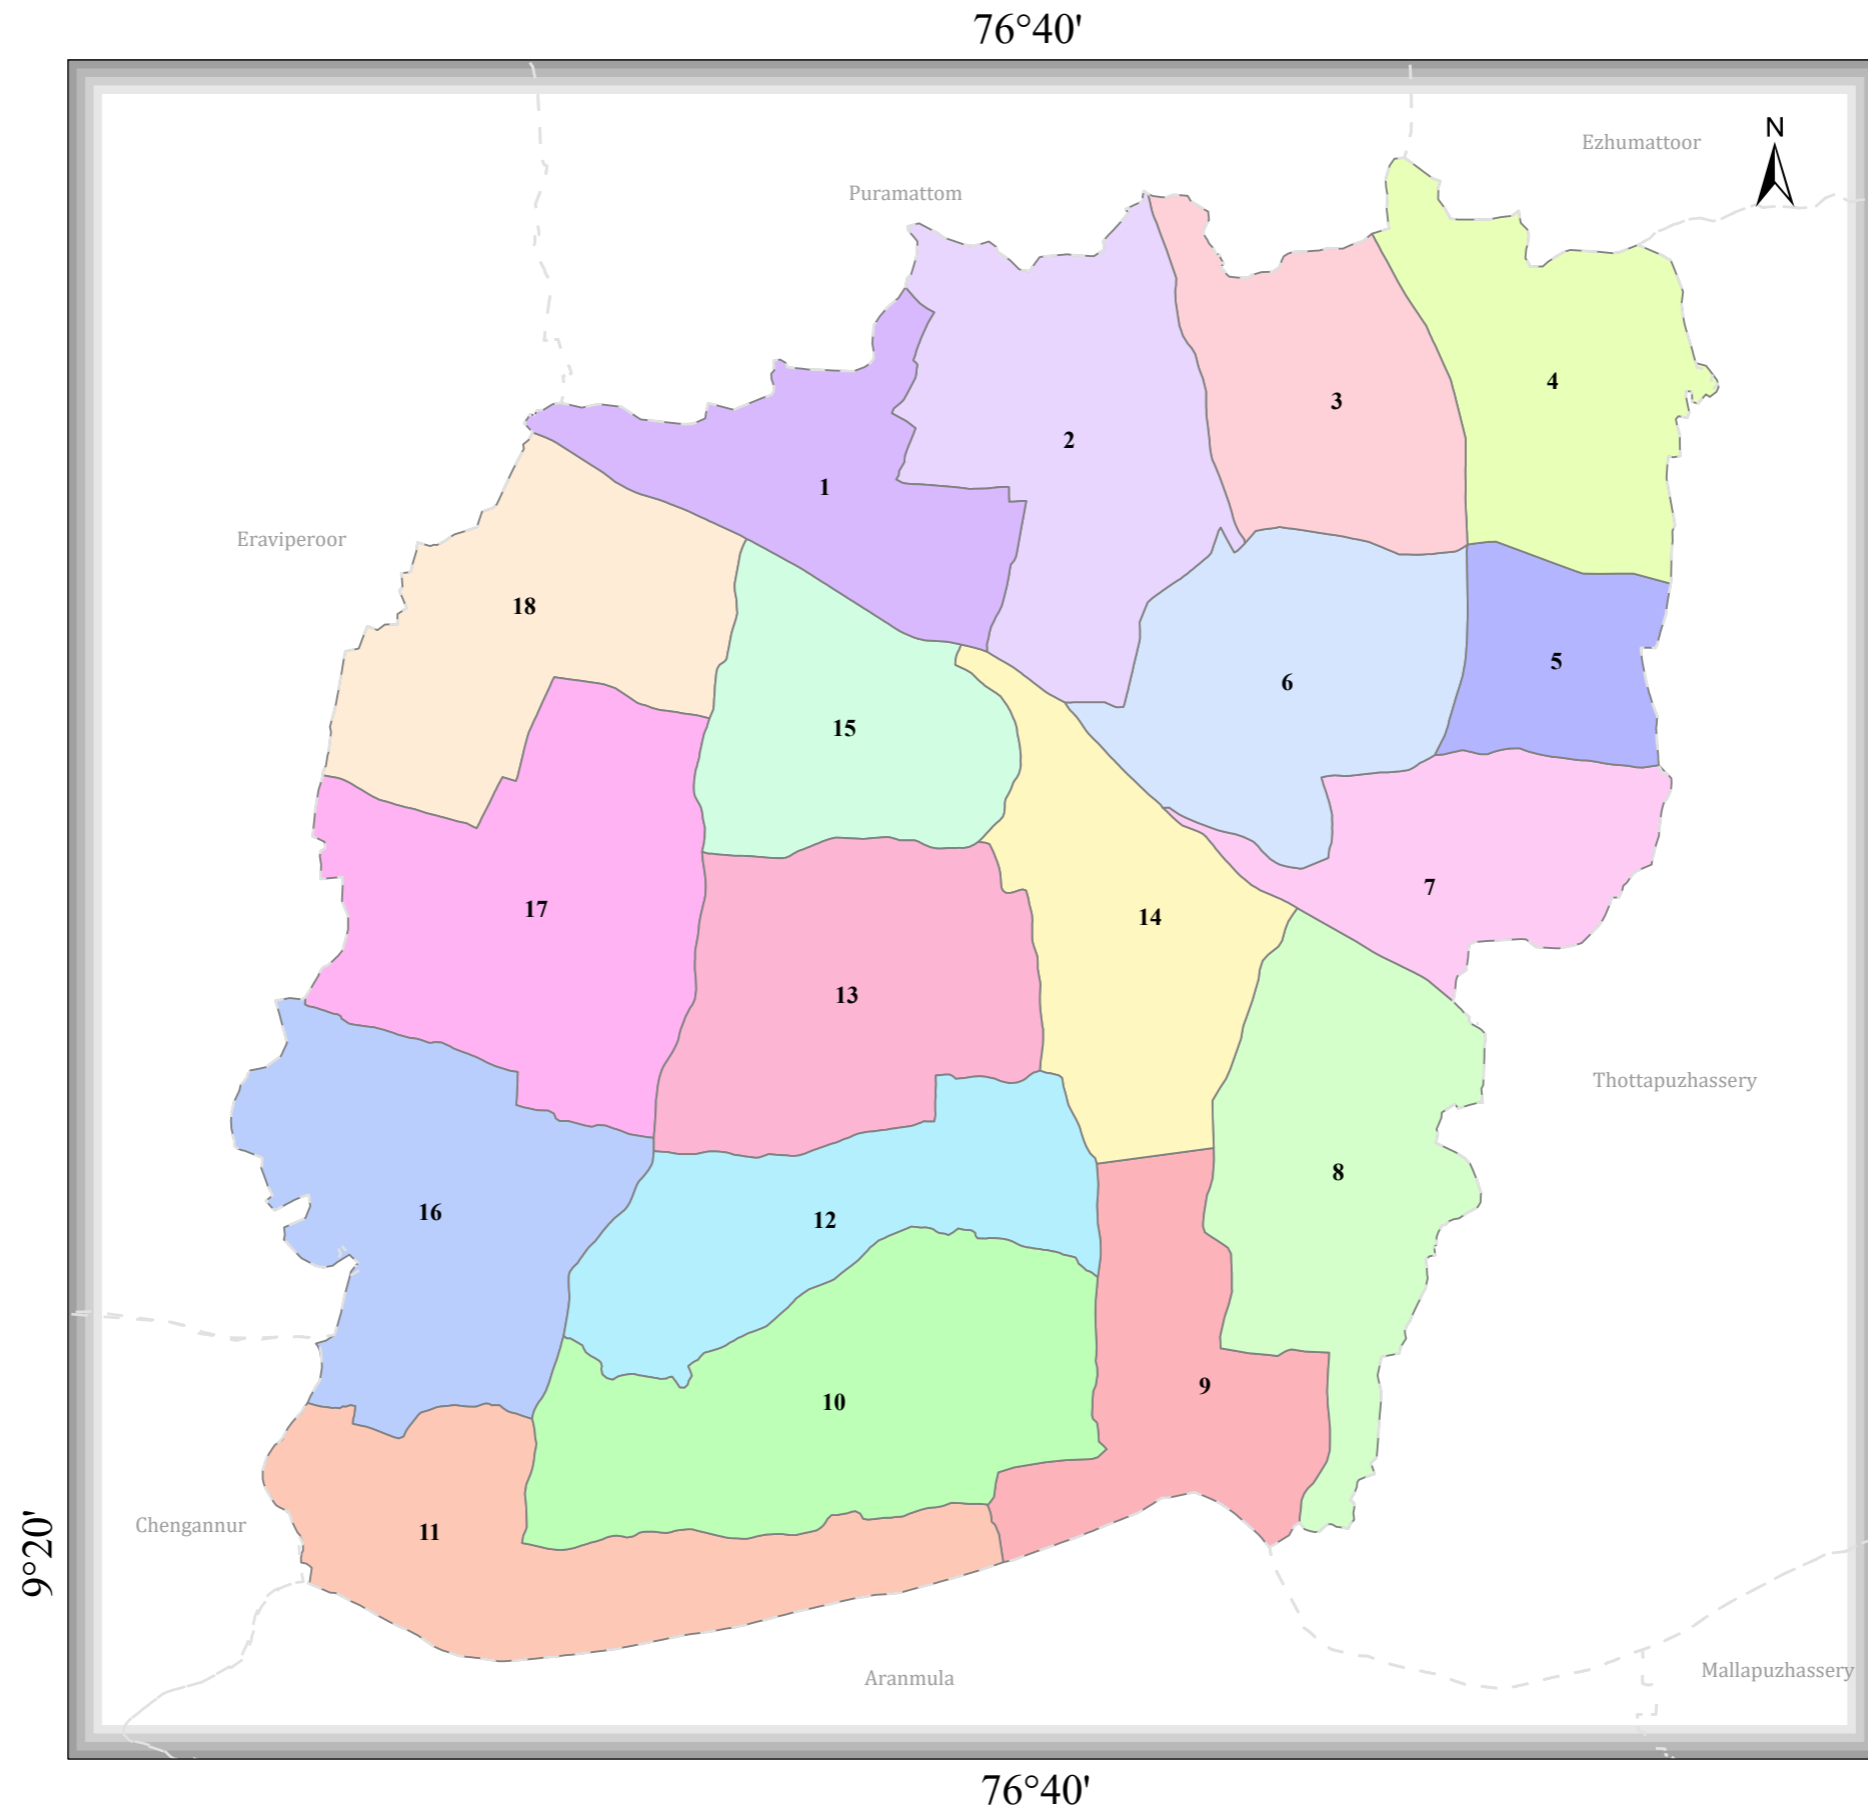 76°40'
N
Ezhumattoor
Puramattom
4
3
2
1
Eraviperoor
18
5
6
15
7
17
14
13
Thottapuzhassery
8
16
12
9
10
Chengannur
11
9°20'
Aranmula
Mallapuzhassery
76°40'